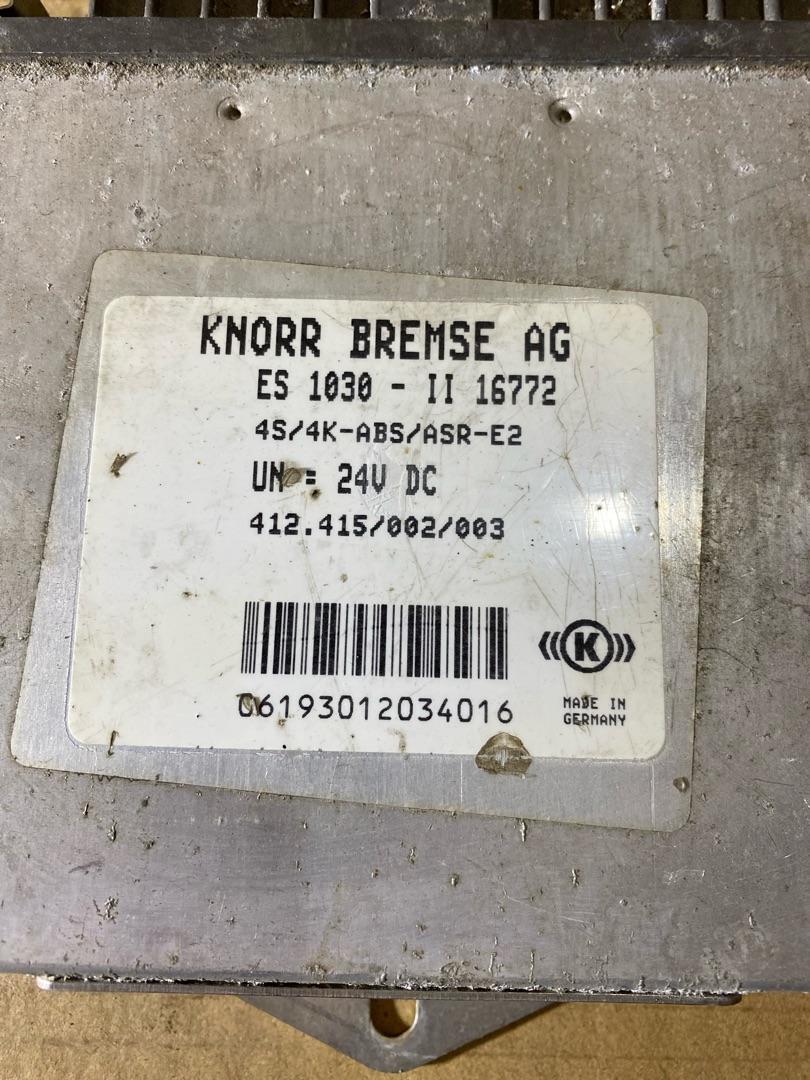 KNORR BREMSE AG
ES 1030 - II 16772
4S/4K-ABS/ASR-E2
UN = 24V DC
412.415/002/003
K
C6193012034016
MADE IN
GERMANY